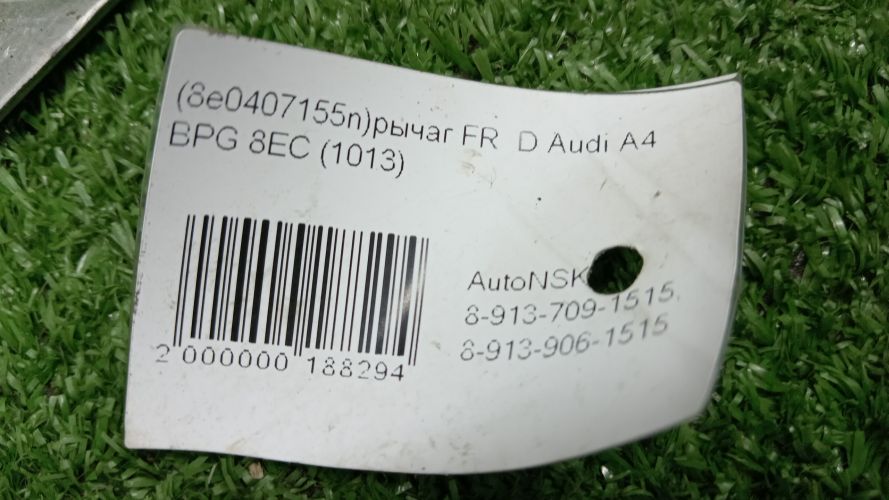 (8e0407155n)рычаг FR D Audi A4
BPG 8EC (1013)
AutoNSK
8-913-709-1515,
8-913-906-1515
2 000000 188294